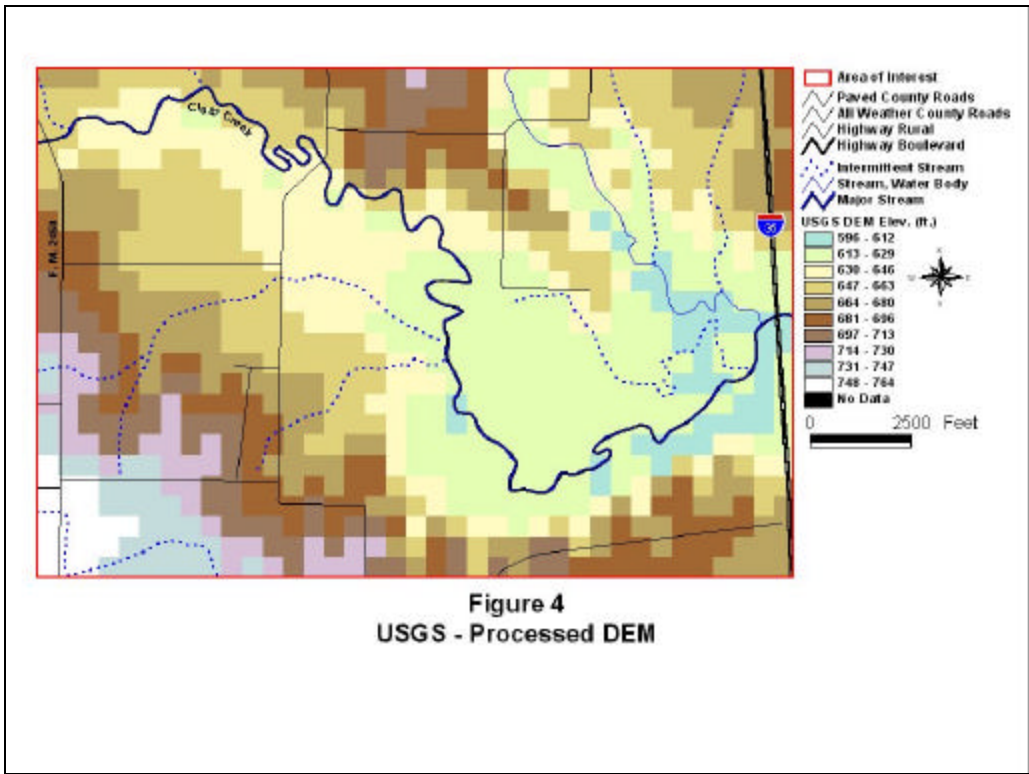 Clear Creek
F. M. 2450
35
Area of Interest
Paved County Roads
All Weather County Roads
Highway Rural
Highway Boulevard
Intermittent Stream
Stream, Water Body
Major Stream
USGS DEM Elev. (ft.)
596 - 612
613 - 629
630 - 646
647 - 663
664 - 680
681 - 696
697 - 713
714 - 730
731 - 747
748 - 764
No Data
0 2500 Feet
Figure 4
USGS - Processed DEM